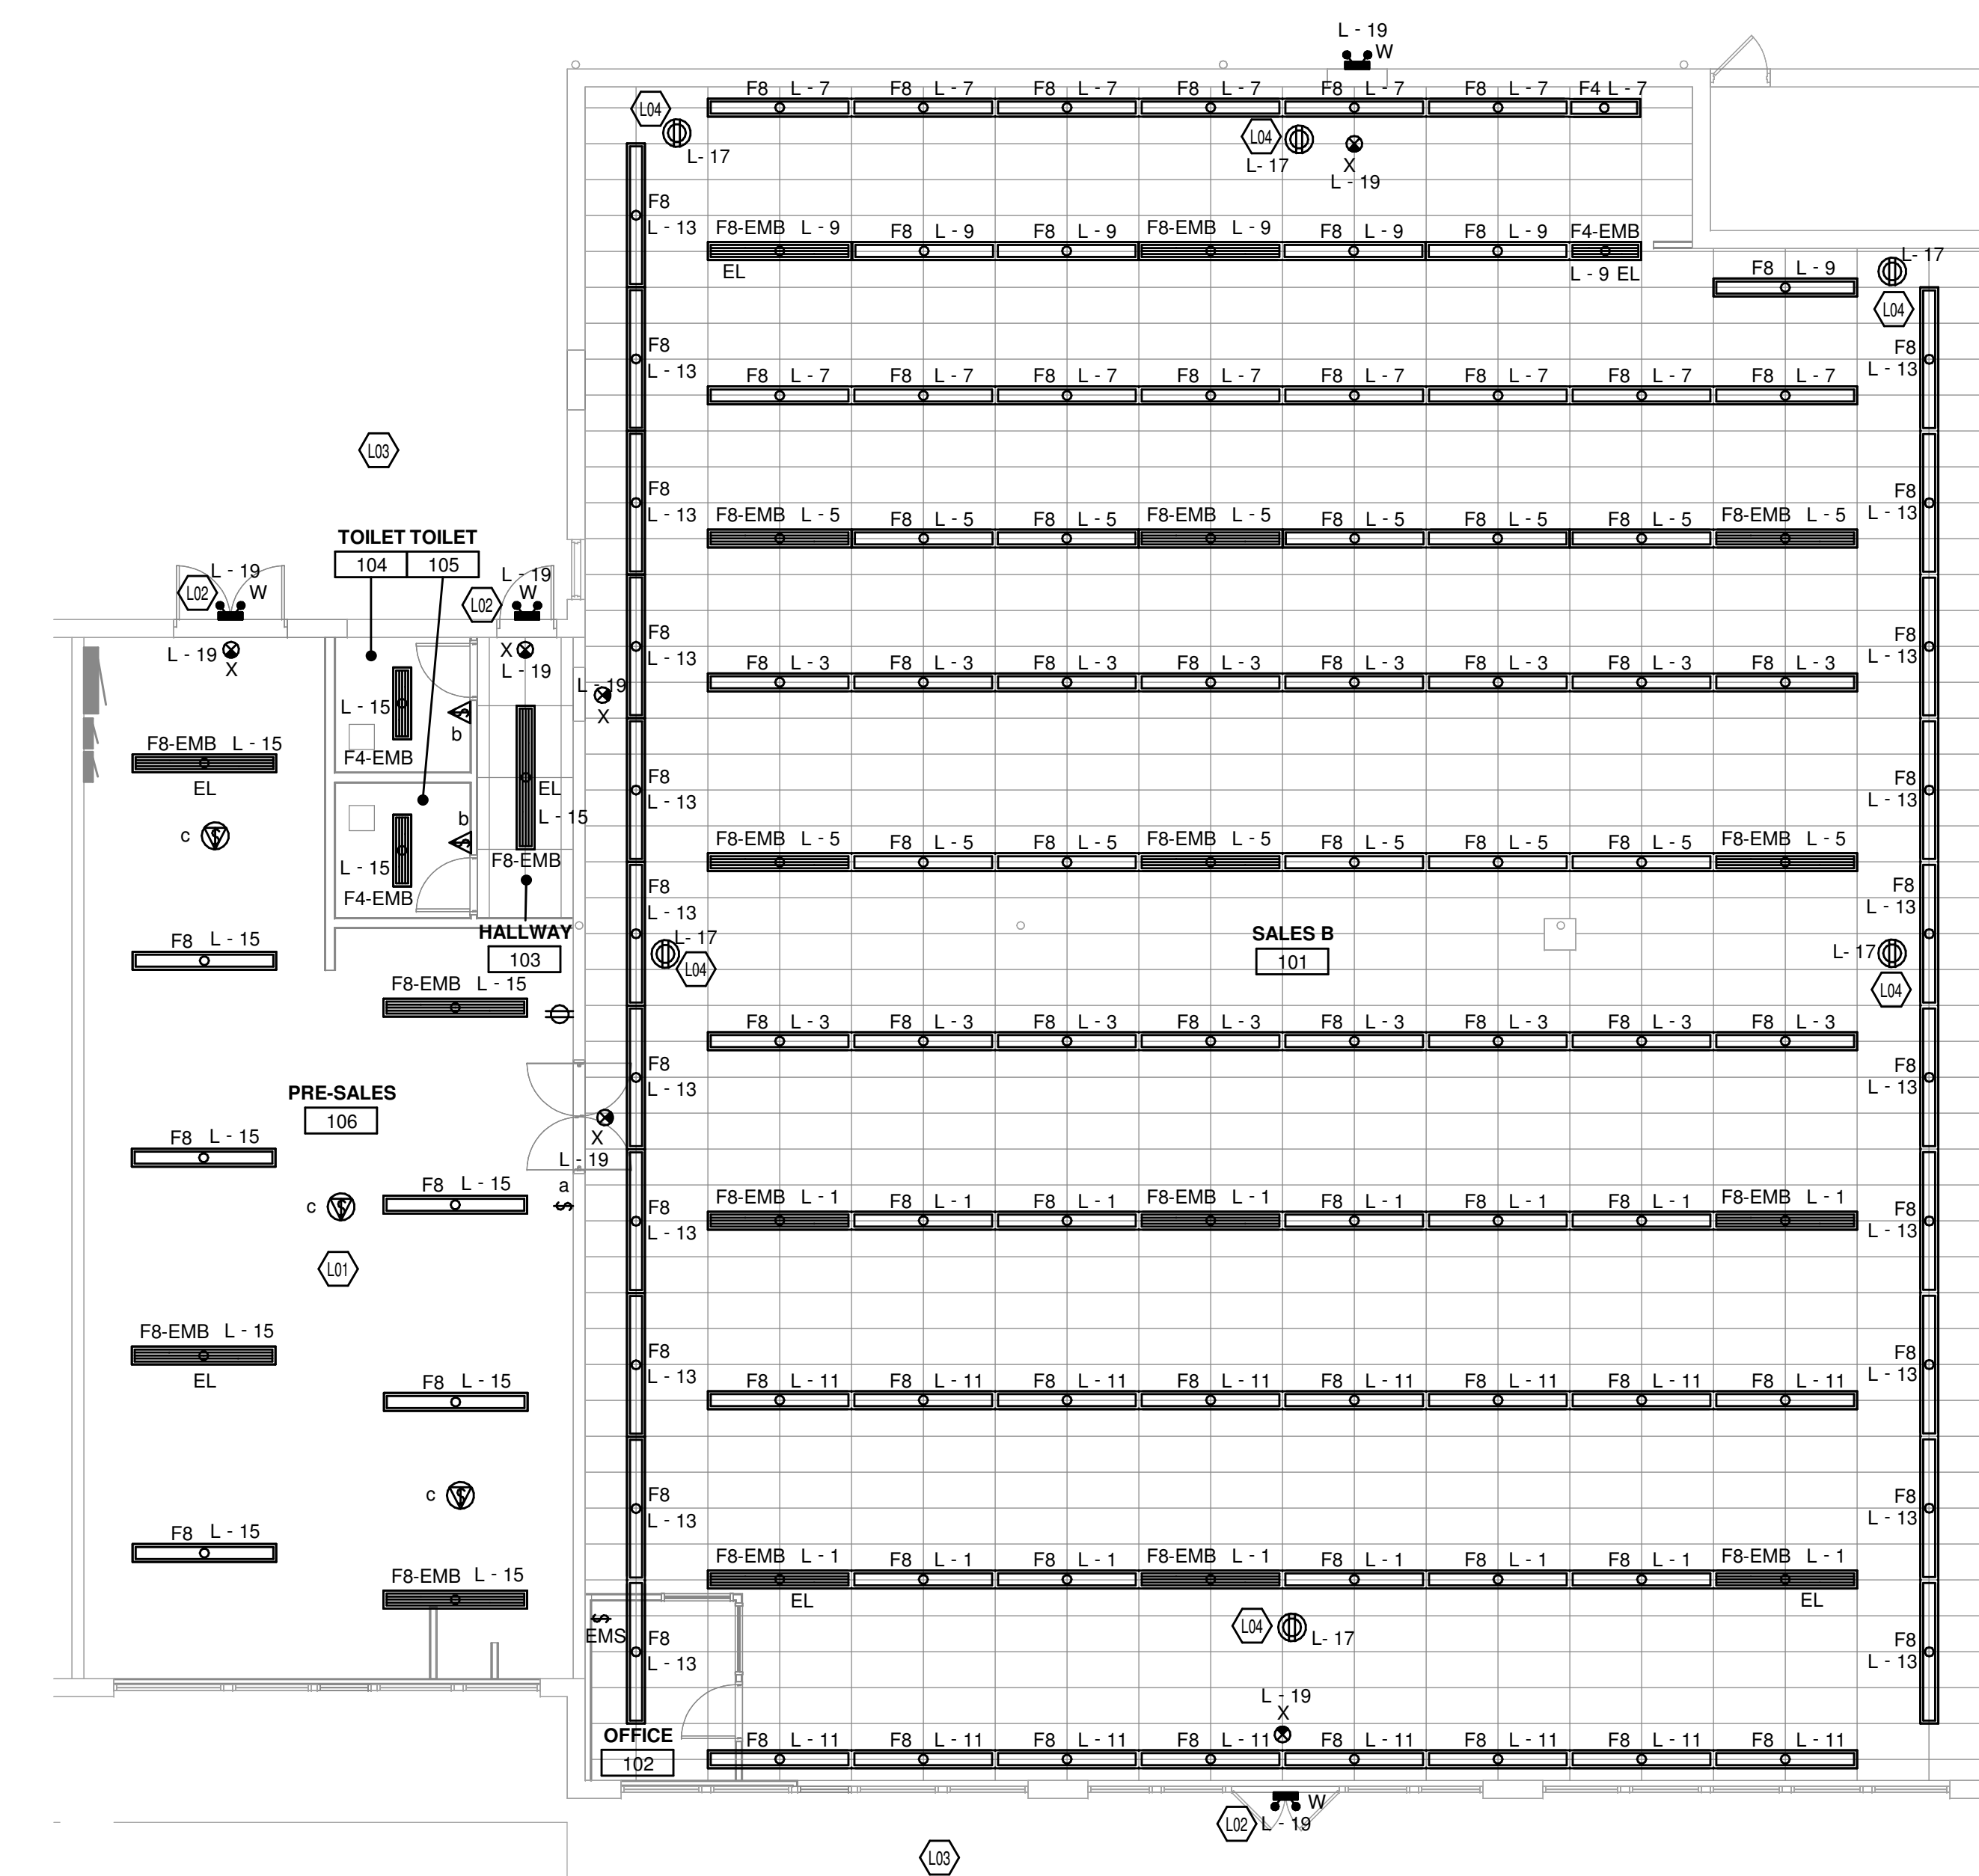 L - 19
W
F8 L - 7 F8 L - 7 F8 L - 7 F8 L - 7 F8 L - 7 F8 L - 7 F4 L - 7
L04
L- 17
L04
L- 17
X
L - 19
F8
L - 13
F8-EMB L - 9 F8 L - 9 F8 L - 9 F8-EMB L - 9 F8 L - 9 F8 L - 9 F4-EMB
EL
L - 9 EL
F8 L - 9
L- 17
L04
F8
L - 13
F8
L - 13
F8 L - 7 F8 L - 7 F8 L - 7 F8 L - 7 F8 L - 7 F8 L - 7 F8 L - 7 F8 L - 7
L03
F8
L - 13
F8
L - 13
F8-EMB L - 5 F8 L - 5 F8 L - 5 F8-EMB L - 5 F8 L - 5 F8 L - 5 F8 L - 5 F8-EMB L - 5
TOILET TOILET
104 105
L - 19
L02
W
L - 19
L02
W
L - 19
X
X
L - 19
L - 19
X
F8
L - 13
F8
L - 13
F8 L - 3 F8 L - 3 F8 L - 3 F8 L - 3 F8 L - 3 F8 L - 3 F8 L - 3 F8 L - 3
L - 15
b
F4-EMB
F8-EMB L - 15
EL
c
EL
L - 15
F8-EMB
b
L - 15
F4-EMB
F8
L - 13
F8
L - 13
F8-EMB L - 5 F8 L - 5 F8 L - 5 F8-EMB L - 5 F8 L - 5 F8 L - 5 F8 L - 5 F8-EMB L - 5
F8
L - 13
F8
L - 13
HALLWAY
103
L- 17
L04
SALES B
101
L- 17
L04
F8 L - 15
F8-EMB L - 15
F8 L - 3 F8 L - 3 F8 L - 3 F8 L - 3 F8 L - 3 F8 L - 3 F8 L - 3 F8 L - 3
F8
L - 13
F8
L - 13
PRE-SALES
106
F8 L - 15
X
L - 19
a
F8 L - 15
c
L01
F8-EMB L - 1 F8 L - 1 F8 L - 1 F8-EMB L - 1 F8 L - 1 F8 L - 1 F8 L - 1 F8-EMB L - 1
F8
L - 13
F8
L - 13
F8-EMB L - 15
EL
F8 L - 15
F8
L - 13
F8
L - 13
F8 L - 11 F8 L - 11 F8 L - 11 F8 L - 11 F8 L - 11 F8 L - 11 F8 L - 11 F8 L - 11
c
F8
L - 13
F8
L - 13
F8 L - 15
F8-EMB L - 15
F8-EMB L - 1 F8 L - 1 F8 L - 1 F8-EMB L - 1 F8 L - 1 F8 L - 1 F8 L - 1 F8-EMB L - 1
EL
EL
EMS
F8
L - 13
L04
L- 17
F8
L - 13
L - 19
X
OFFICE
102
F8 L - 11 F8 L - 11 F8 L - 11 F8 L - 11 F8 L - 11 F8 L - 11 F8 L - 11 F8 L - 11
W
L02
L - 19
L03